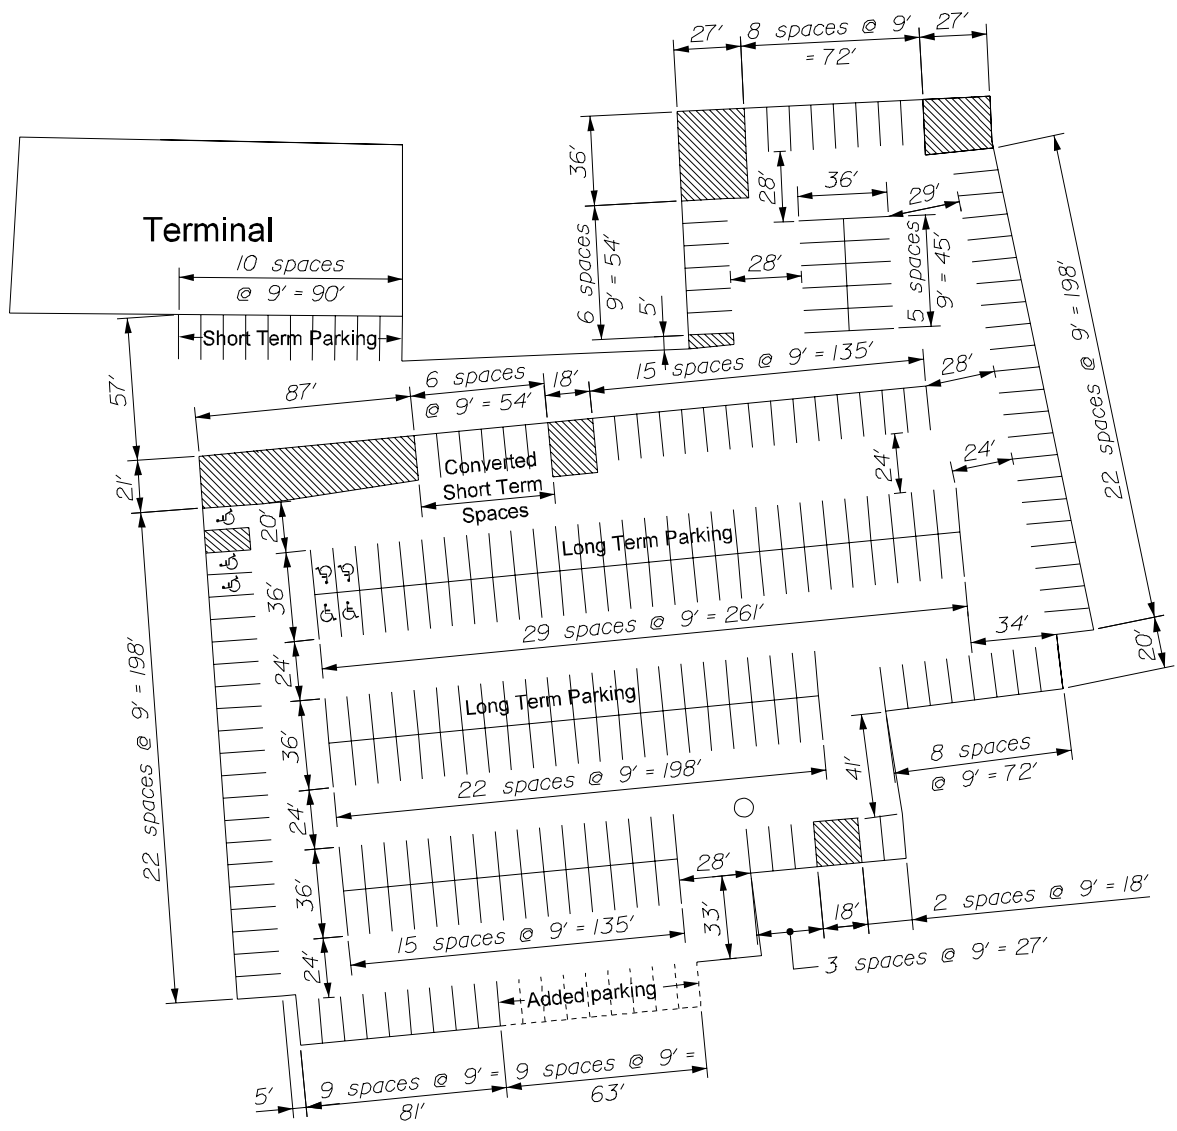 27'
8 spaces @ 9'
= 72'
27'
36'
28'
36'
29'
6 spaces
9' = 54'
28'
5 spaces
9' = 45'
5'
22 spaces @ 9' = 198'
Terminal
10 spaces
@ 9' = 90'
Short Term Parking
57'
87'
6 spaces
@ 9' = 54'
18'
15 spaces @ 9' = 135'
28'
21'
Converted
Short Term
Spaces
24'
24'
20'
Long Term Parking
36'
29 spaces @ 9' = 261'
34'
20'
22 spaces @ 9' = 198'
24'
Long Term Parking
36'
22 spaces @ 9' = 198'
41'
8 spaces
@ 9' = 72'
24'
36'
28'
33'
15 spaces @ 9' = 135'
18'
2 spaces @ 9' = 18'
3 spaces @ 9' = 27'
24'
Added parking
5'
9 spaces @ 9' =
81'
9 spaces @ 9' =
63'